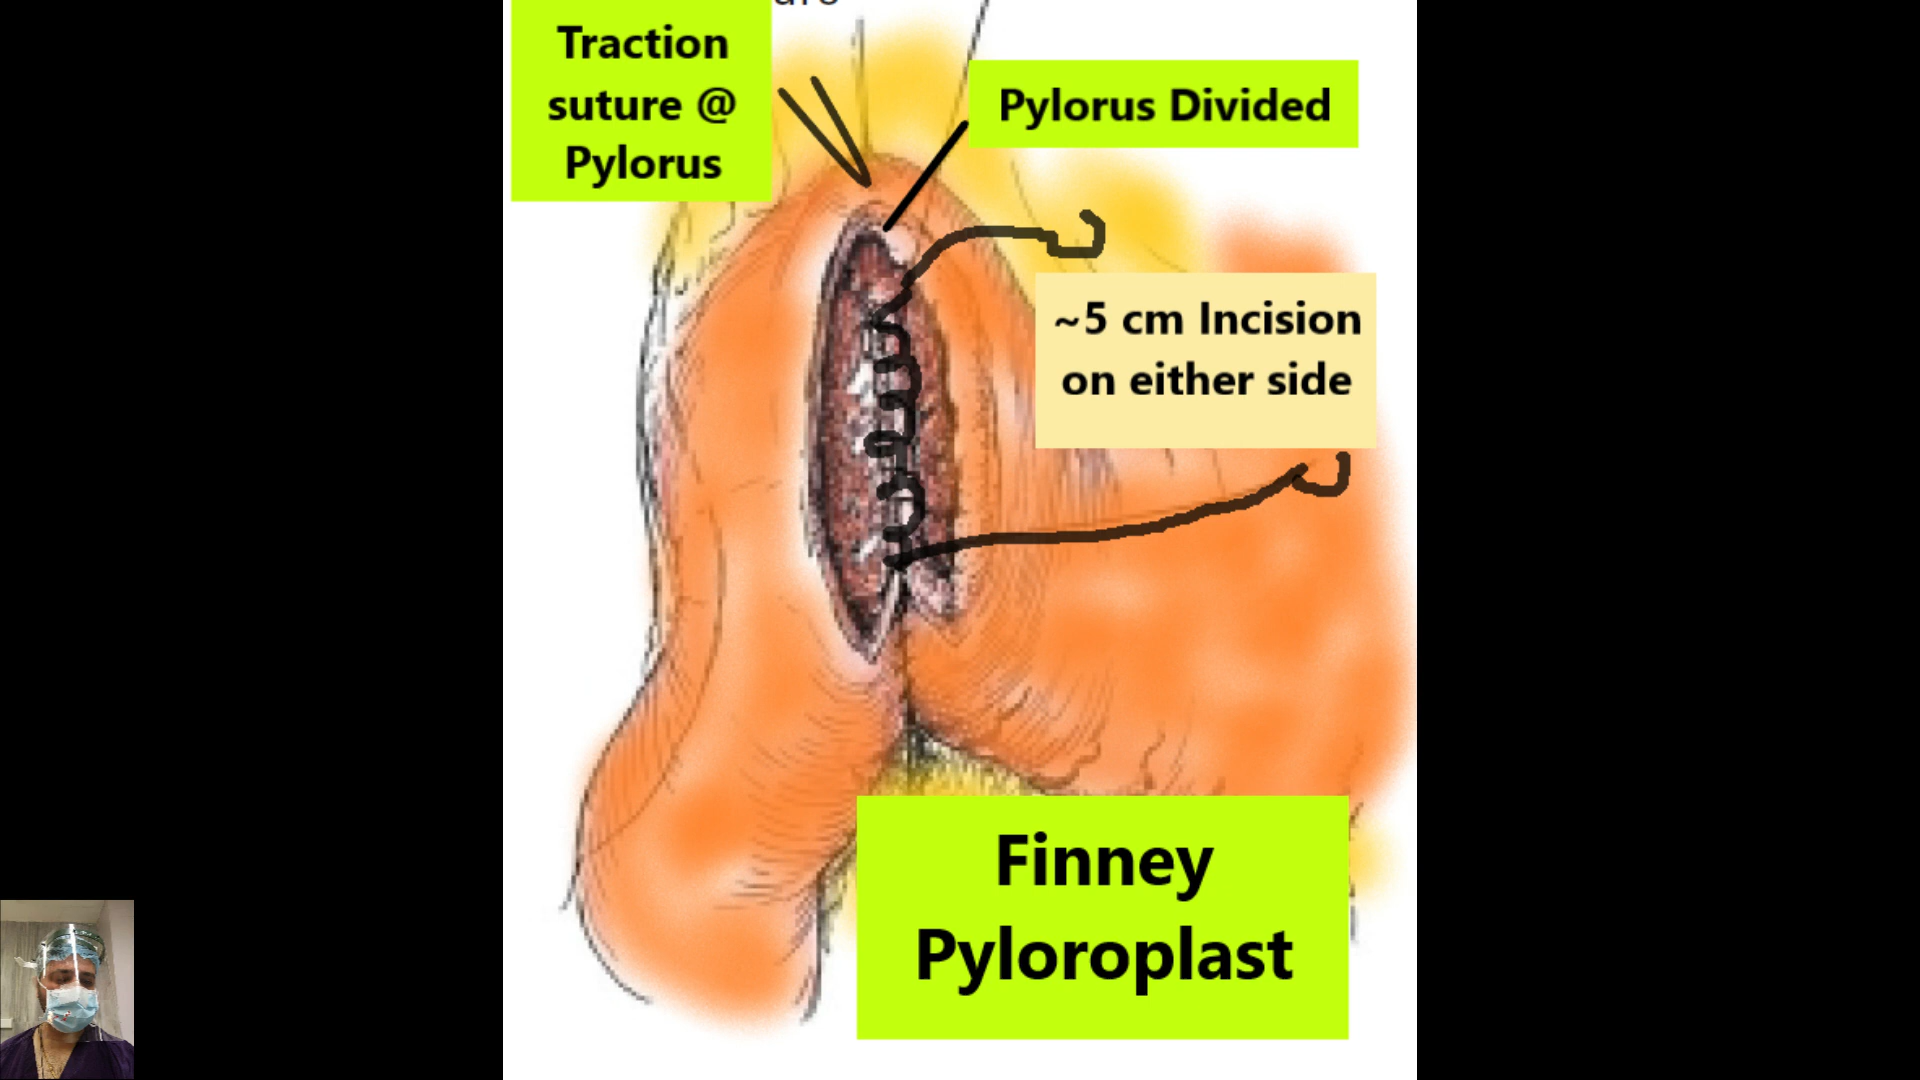 Traction
suture @
Pylorus
Pylorus Divided
~5 cm Incision
on either side
Finney
Pyloroplast